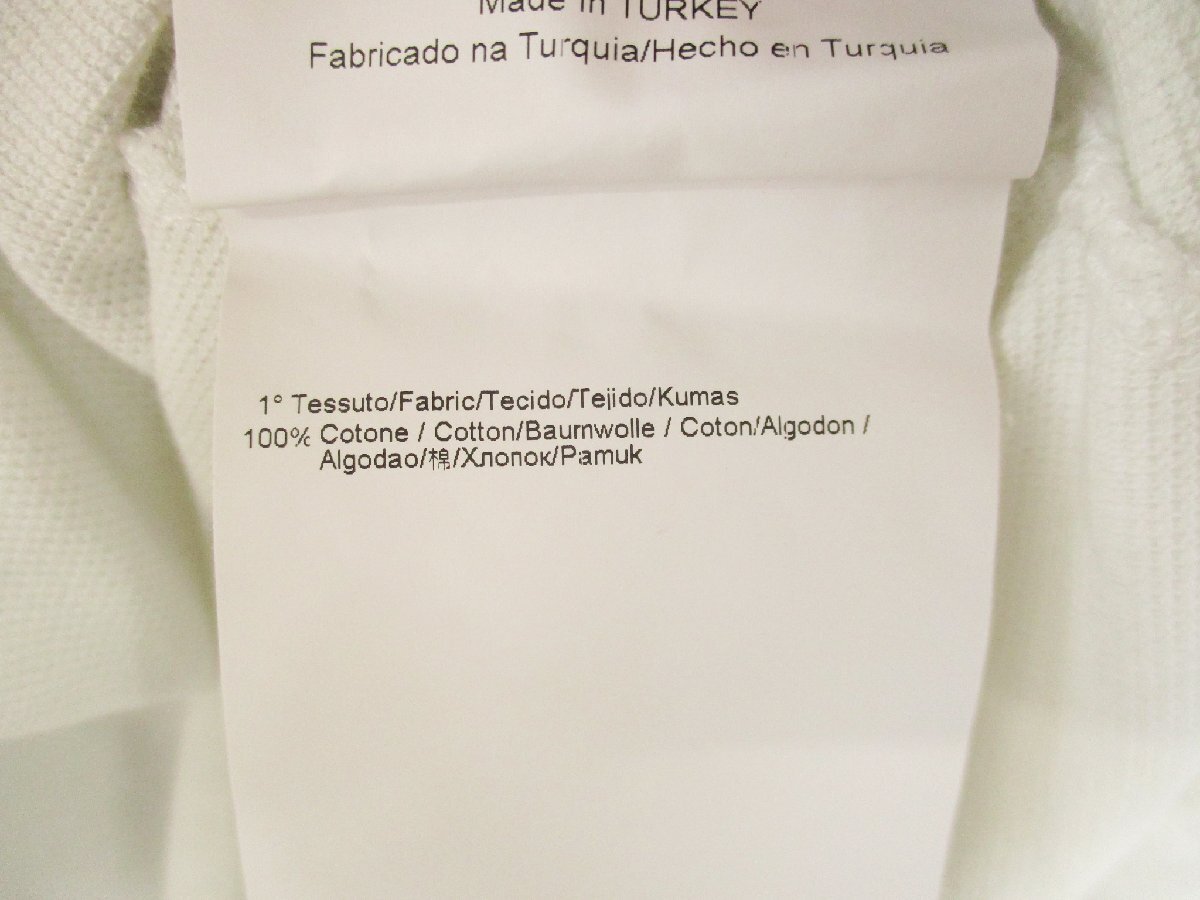 Made in TURKEY
Fabricado na Turquia/Hecho en Turquia
1° Tessuto/Fabric/Tecido/Tejido/Kumas
100% Cotone / Cotton/Baumwolle / Coton/Algodon /
Algodao/棉/Хлопок/Pamuk